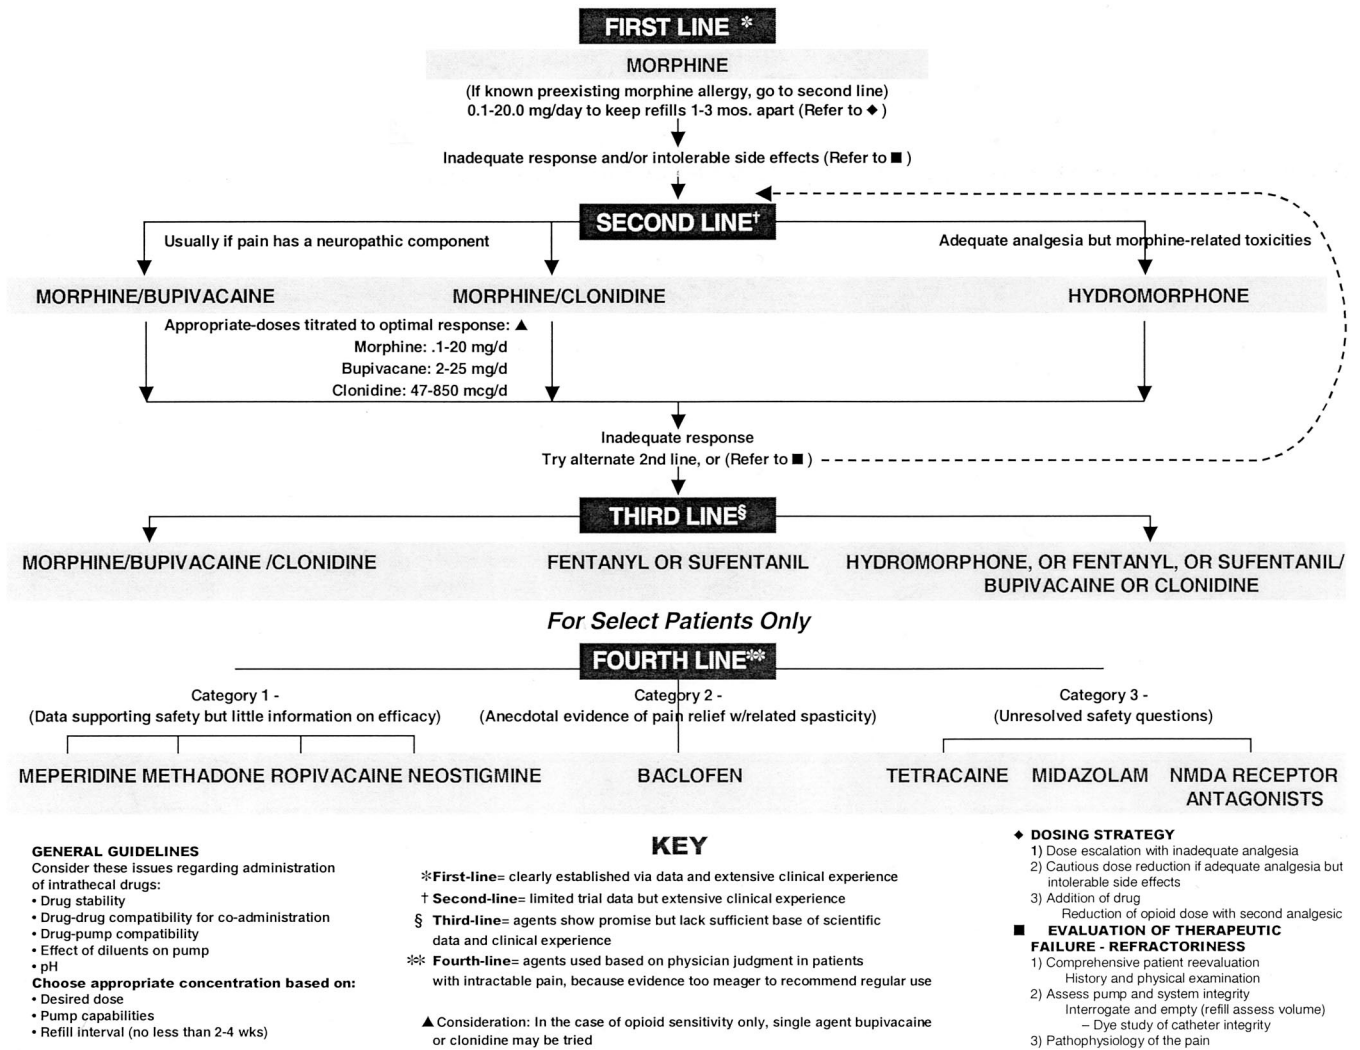 FIRST LINE *
MORPHINE
(If known preexisting morphine allergy, go to second line)
0.1-20.0 mg/day to keep refills 1-3 mos. apart (Refer to ◆ )
Inadequate response and/or intolerable side effects (Refer to ■ )
SECOND LINE†
Usually if pain has a neuropathic component
Adequate analgesia but morphine-related toxicities
MORPHINE/BUPIVACAINE
MORPHINE/CLONIDINE
HYDROMORPHONE
Appropriate-doses titrated to optimal response: ▲
Morphine: .1-20 mg/d
Bupivacane: 2-25 mg/d
Clonidine: 47-850 mcg/d
Inadequate response
Try alternate 2nd line, or (Refer to ■ )
THIRD LINE§
MORPHINE/BUPIVACAINE /CLONIDINE
FENTANYL OR SUFENTANIL
HYDROMORPHONE, OR FENTANYL, OR SUFENTANIL/
BUPIVACAINE OR CLONIDINE
For Select Patients Only
FOURTH LINE**
Category 1 -
(Data supporting safety but little information on efficacy)
Category 2 -
(Anecdotal evidence of pain relief w/related spasticity)
Category 3 -
(Unresolved safety questions)
MEPERIDINE METHADONE ROPIVACAINE NEOSTIGMINE
BACLOFEN
TETRACAINE MIDAZOLAM NMDA RECEPTOR
ANTAGONISTS
GENERAL GUIDELINES
Consider these issues regarding administration
of intrathecal drugs:
• Drug stability
• Drug-drug compatibility for co-administration
• Drug-pump compatibility
• Effect of diluents on pump
• pH
Choose appropriate concentration based on:
• Desired dose
• Pump capabilities
• Refill interval (no less than 2-4 wks)
KEY
*First-line= clearly established via data and extensive clinical experience
† Second-line= limited trial data but extensive clinical experience
§ Third-line= agents show promise but lack sufficient base of scientific
data and clinical experience
** Fourth-line= agents used based on physician judgment in patients
with intractable pain, because evidence too meager to recommend regular use
▲ Consideration: In the case of opioid sensitivity only, single agent bupivacaine
or clonidine may be tried
◆ DOSING STRATEGY
1) Dose escalation with inadequate analgesia
2) Cautious dose reduction if adequate analgesia but
intolerable side effects
3) Addition of drug
Reduction of opioid dose with second analgesic
■ EVALUATION OF THERAPEUTIC
FAILURE - REFRACTORINESS
1) Comprehensive patient reevaluation
History and physical examination
2) Assess pump and system integrity
Interrogate and empty (refill assess volume)
– Dye study of catheter integrity
3) Pathophysiology of the pain